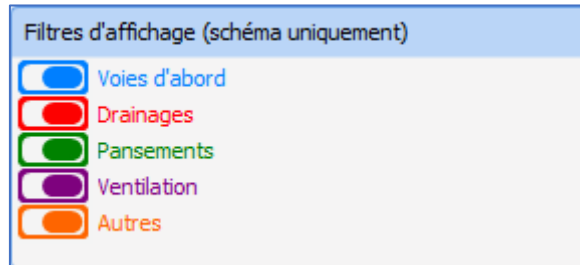 Filtres d'affichage (schéma uniquement)
Voies d'abord
Drainages
Pansements
Ventilation
Autres